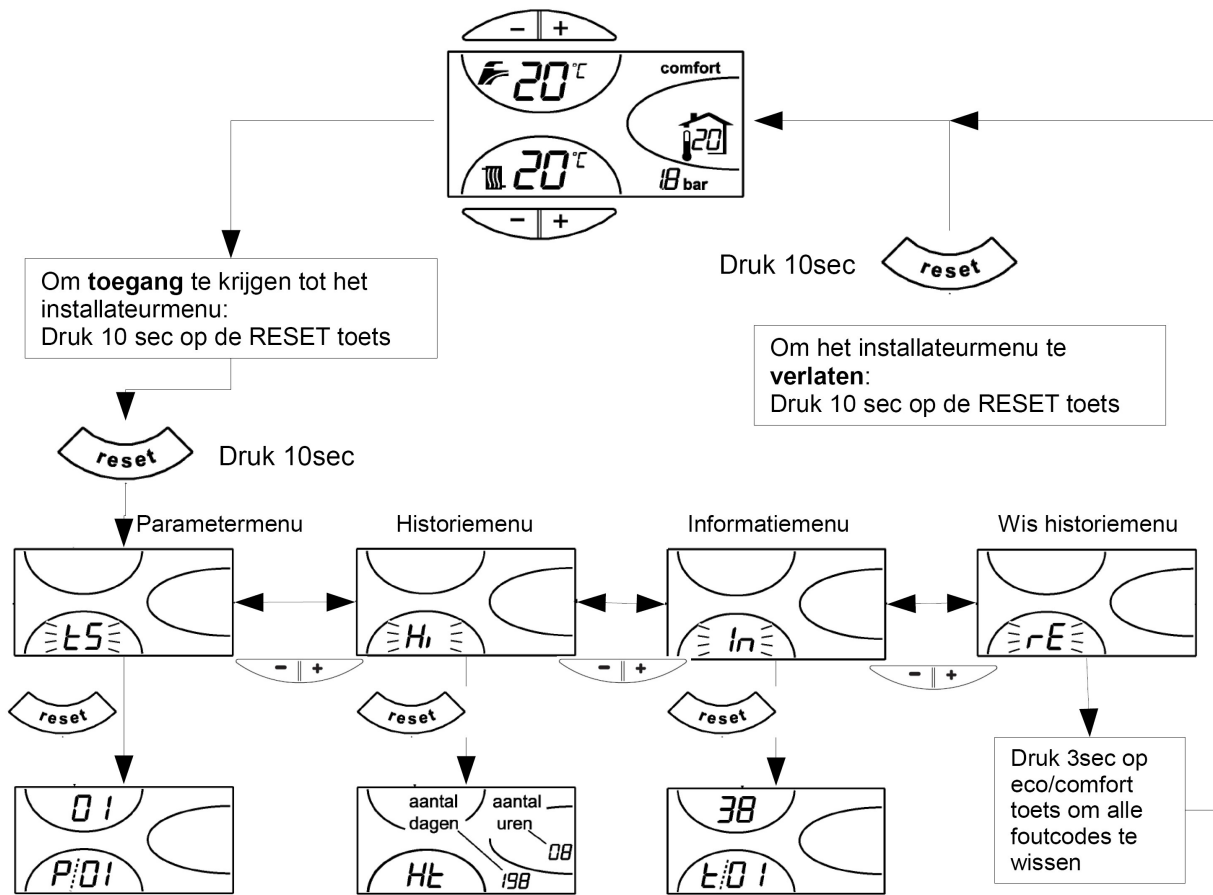 − +
20 °C
comfort
20
20 °C
18 bar
− +
Om toegang te krijgen tot het
installateurmenu:
Druk 10 sec op de RESET toets
Druk 10sec
reset
Om het installateurmenu te
verlaten:
Druk 10 sec op de RESET toets
reset
Druk 10sec
Parametermenu
Historiemenu
Informatiemenu
Wis historiemenu
tS
Hi
In
rE
− +
− +
− +
reset
reset
reset
01
P:01
aantal
dagen
aantal
uren
08
198
Ht
38
t:01
Druk 3sec op
eco/comfort
toets om alle
foutcodes te
wissen